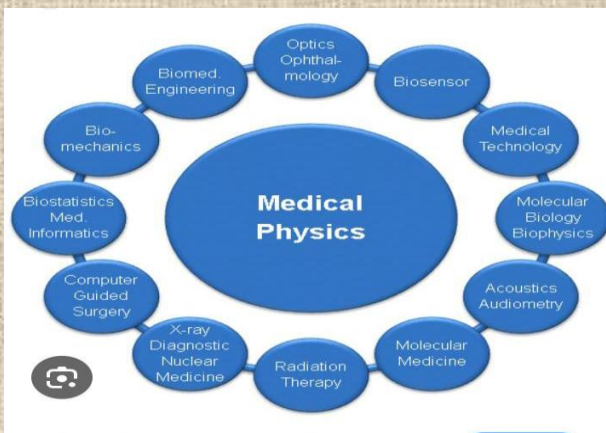 Medical
Physics
Optics
Ophthal-
mology
Biosensor
Medical
Technology
Molecular
Biology
Biophysics
Acoustics
Audiometry
Molecular
Medicine
Radiation
Therapy
X-ray
Diagnostic
Nuclear
Medicine
Computer
Guided
Surgery
Biostatistics
Med.
Informatics
Bio-
mechanics
Biomed.
Engineering